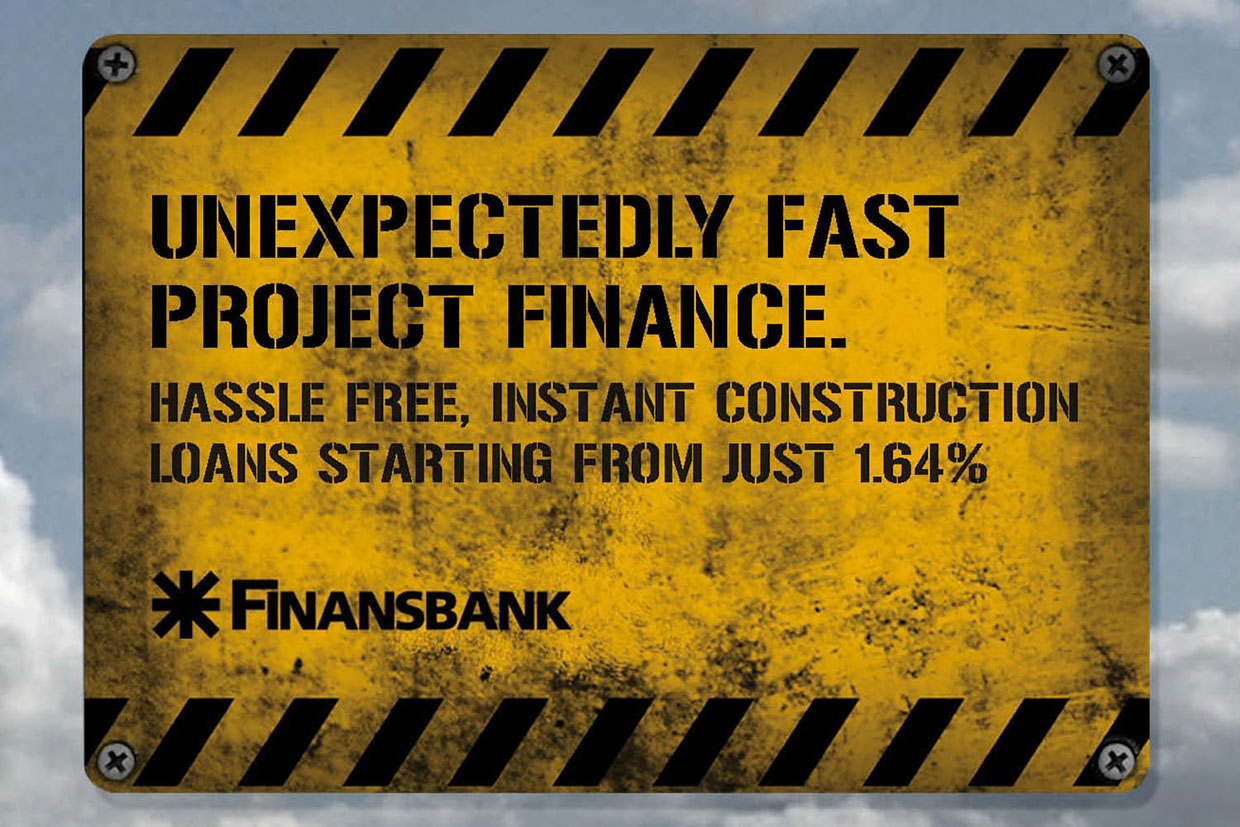 UNEXPECTEDLY FAST
PROJECT FINANCE.
HASSLE FREE, INSTANT CONSTRUCTION
LOANS STARTING FROM JUST 1.64%
FINANSBANK